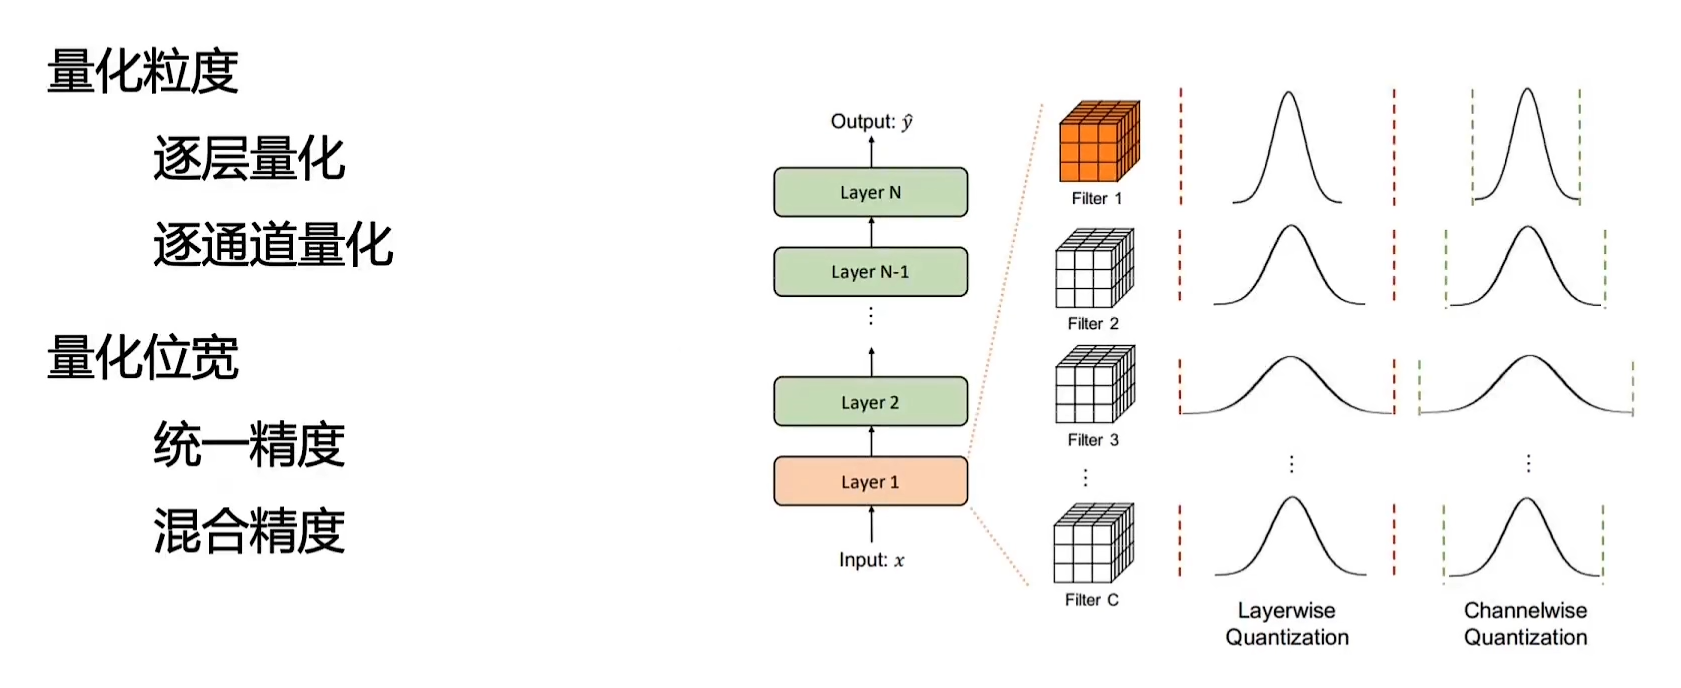 量化粒度
逐层量化
逐通道量化
量化位宽
统一精度
混合精度
Output: ŷ
Layer N
Layer N-1
⋮
Layer 2
Layer 1
Input: x
Filter 1
Filter 2
Filter 3
⋮
Filter C
⋮
Layerwise
Quantization
⋮
Channelwise
Quantization